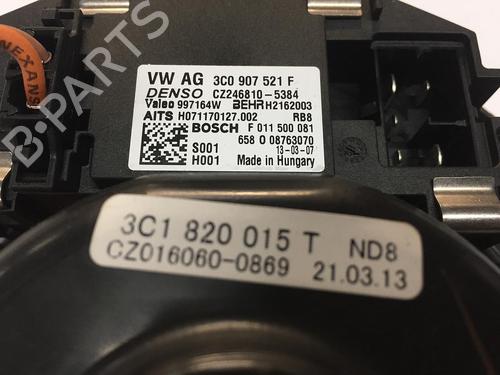 NEXANS
VW AG 3C0 907 521 F
DENSO CZ246810-5384
Valeo 997164W BEHR H2162003
AITS H071170127.002 RB8
BOSCH F 011 500 081
658 O 08763070
S001 13-03-07
H001 Made in Hungary
3C1 820 015 T ND8
CZ016060-0869 21.03.13
B-PARTS